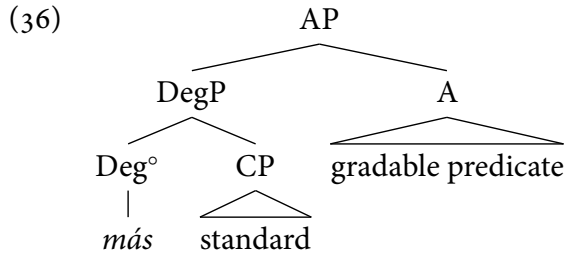 (36) AP
DegP A
Deg° CP gradable predicate
más standard